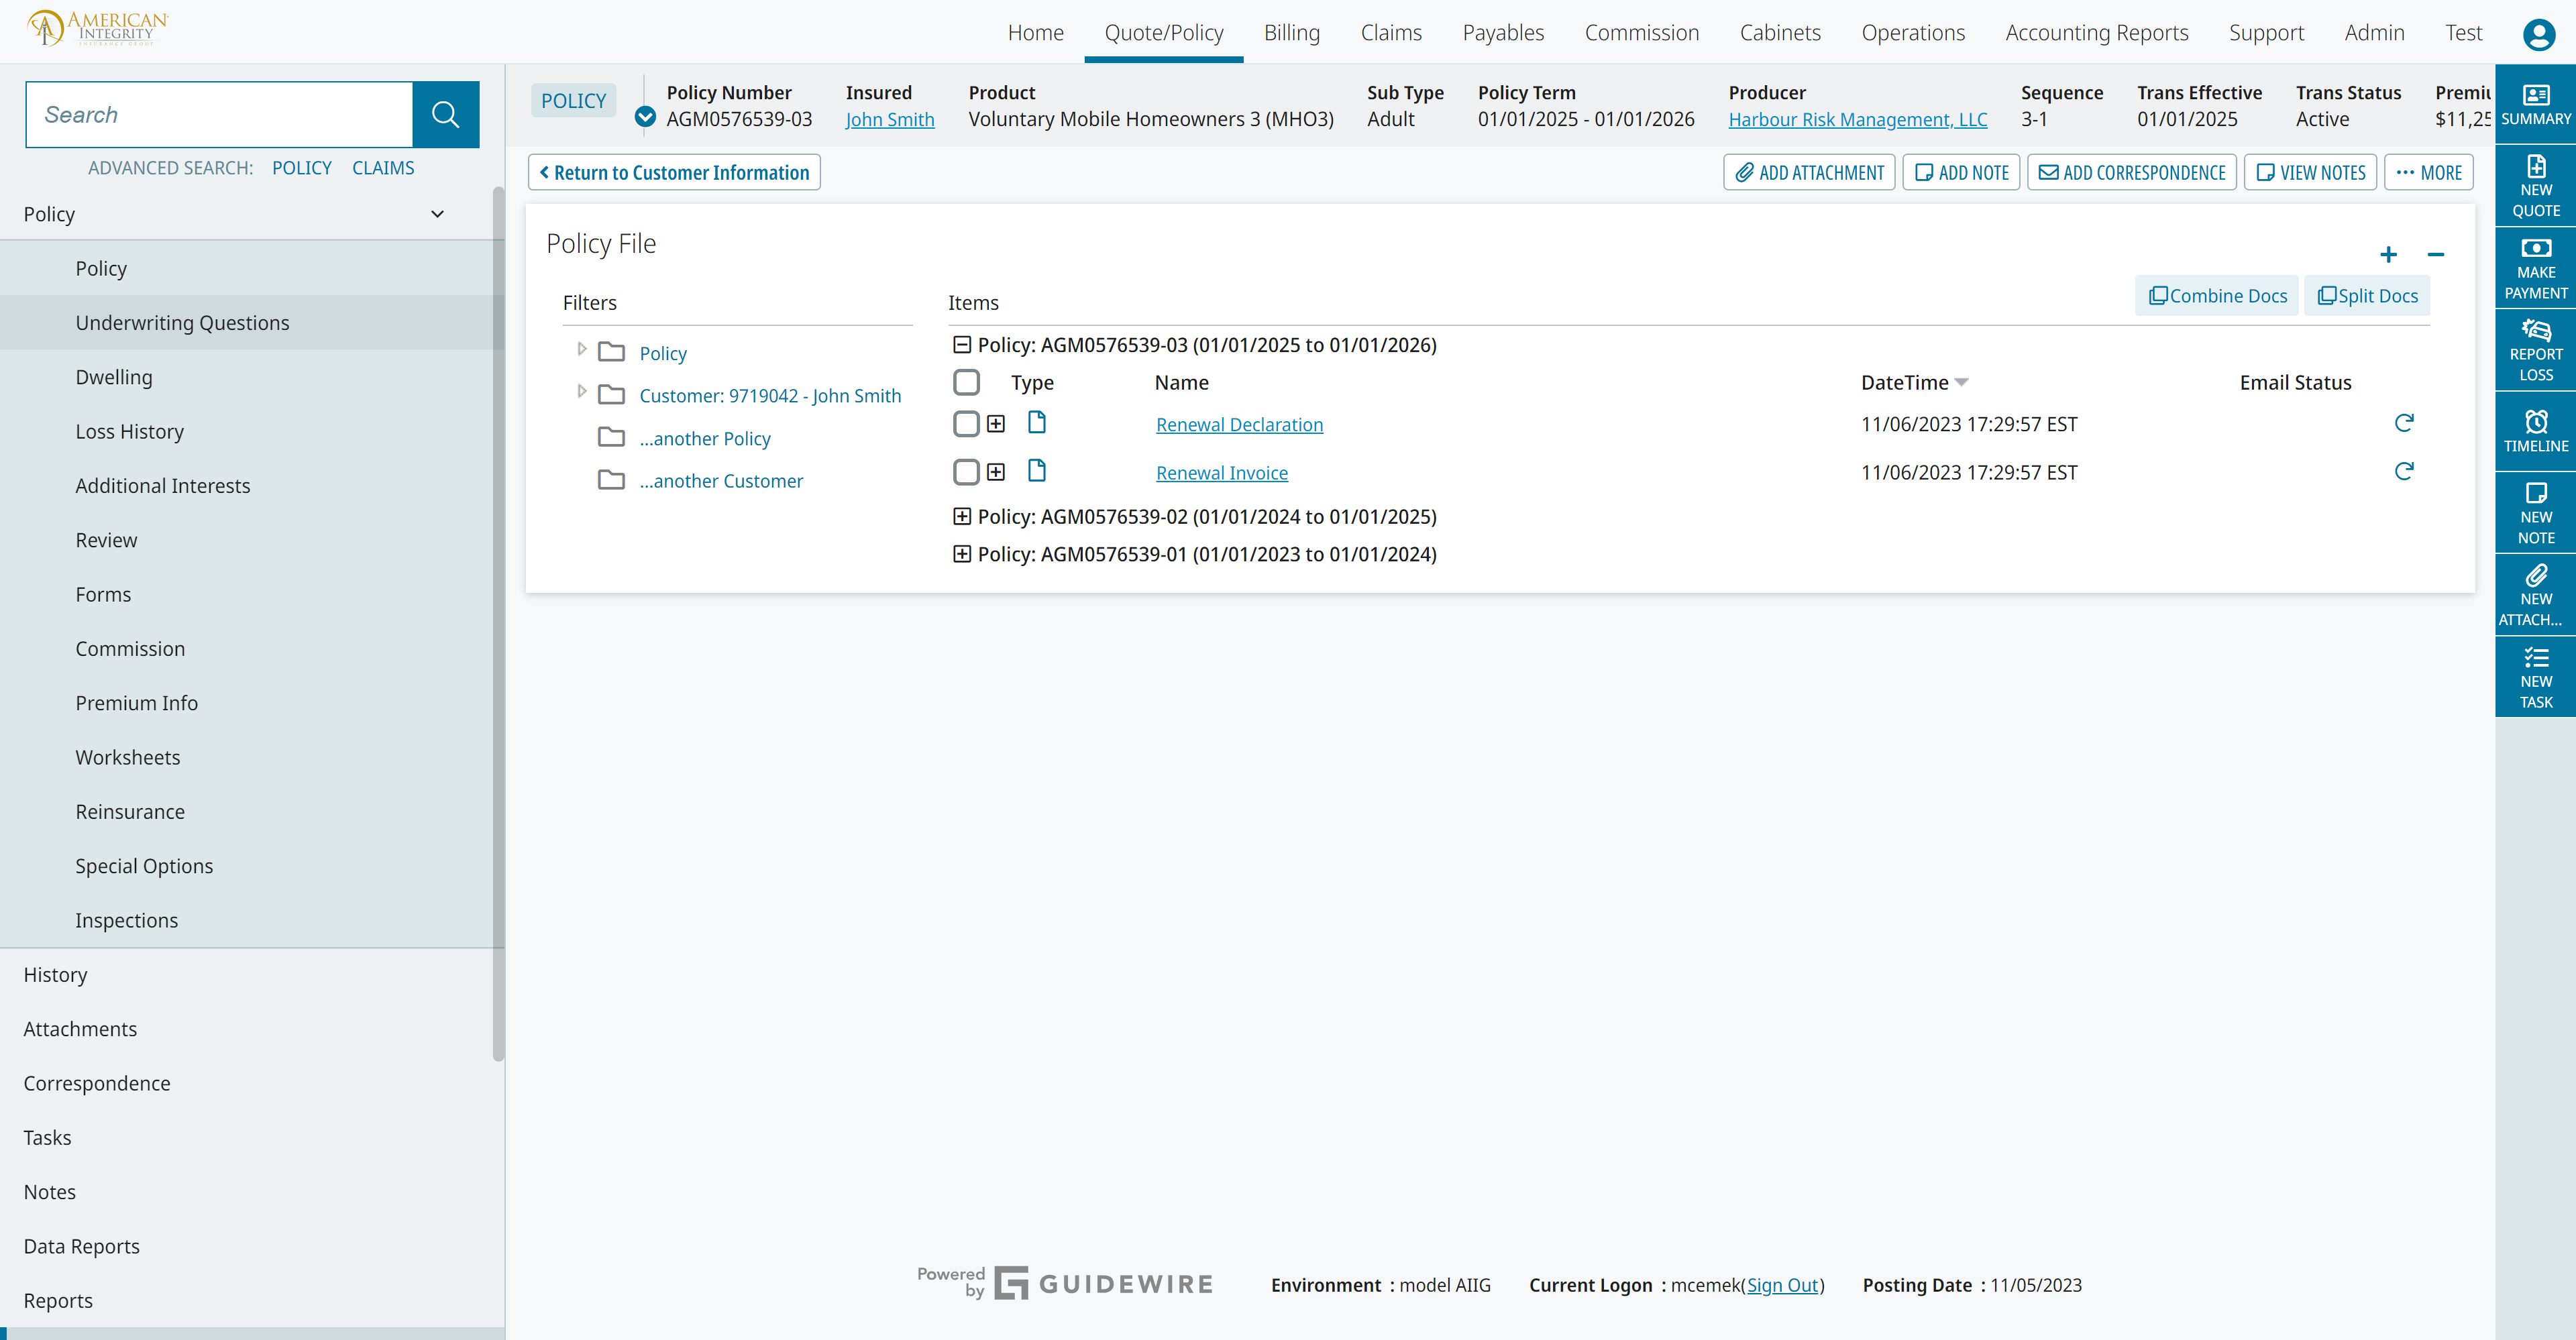 AMERICAN
INTEGRITY
INSURANCE GROUP
Home Quote/Policy Billing Claims Payables Commission Cabinets Operations Accounting Reports Support Admin Test
Search
ADVANCED SEARCH: POLICY CLAIMS
Policy
Policy
Underwriting Questions
Dwelling
Loss History
Additional Interests
Review
Forms
Commission
Premium Info
Worksheets
Reinsurance
Special Options
Inspections
History
Attachments
Correspondence
Tasks
Notes
Data Reports
Reports
POLICY
Policy Number Insured Product Sub Type Policy Term Producer Sequence Trans Effective Trans Status Premiu
AGM0576539-03 John Smith Voluntary Mobile Homeowners 3 (MHO3) Adult 01/01/2025 - 01/01/2026 Harbour Risk Management, LLC 3-1 01/01/2025 Active $11,25
Return to Customer Information
ADD ATTACHMENT ADD NOTE ADD CORRESPONDENCE VIEW NOTES ... MORE
Policy File
Combine Docs Split Docs
Filters
Policy
Customer: 9719042 - John Smith
...another Policy
...another Customer
Items
Policy: AGM0576539-03 (01/01/2025 to 01/01/2026)
Type Name DateTime Email Status
Renewal Declaration 11/06/2023 17:29:57 EST
Renewal Invoice 11/06/2023 17:29:57 EST
Policy: AGM0576539-02 (01/01/2024 to 01/01/2025)
Policy: AGM0576539-01 (01/01/2023 to 01/01/2024)
SUMMARY
NEW
QUOTE
MAKE
PAYMENT
REPORT
LOSS
TIMELINE
NEW
NOTE
NEW
ATTACH...
NEW
TASK
Powered
by
GUIDEWIRE
Environment : model AIIG Current Logon : mcemek(Sign Out) Posting Date : 11/05/2023